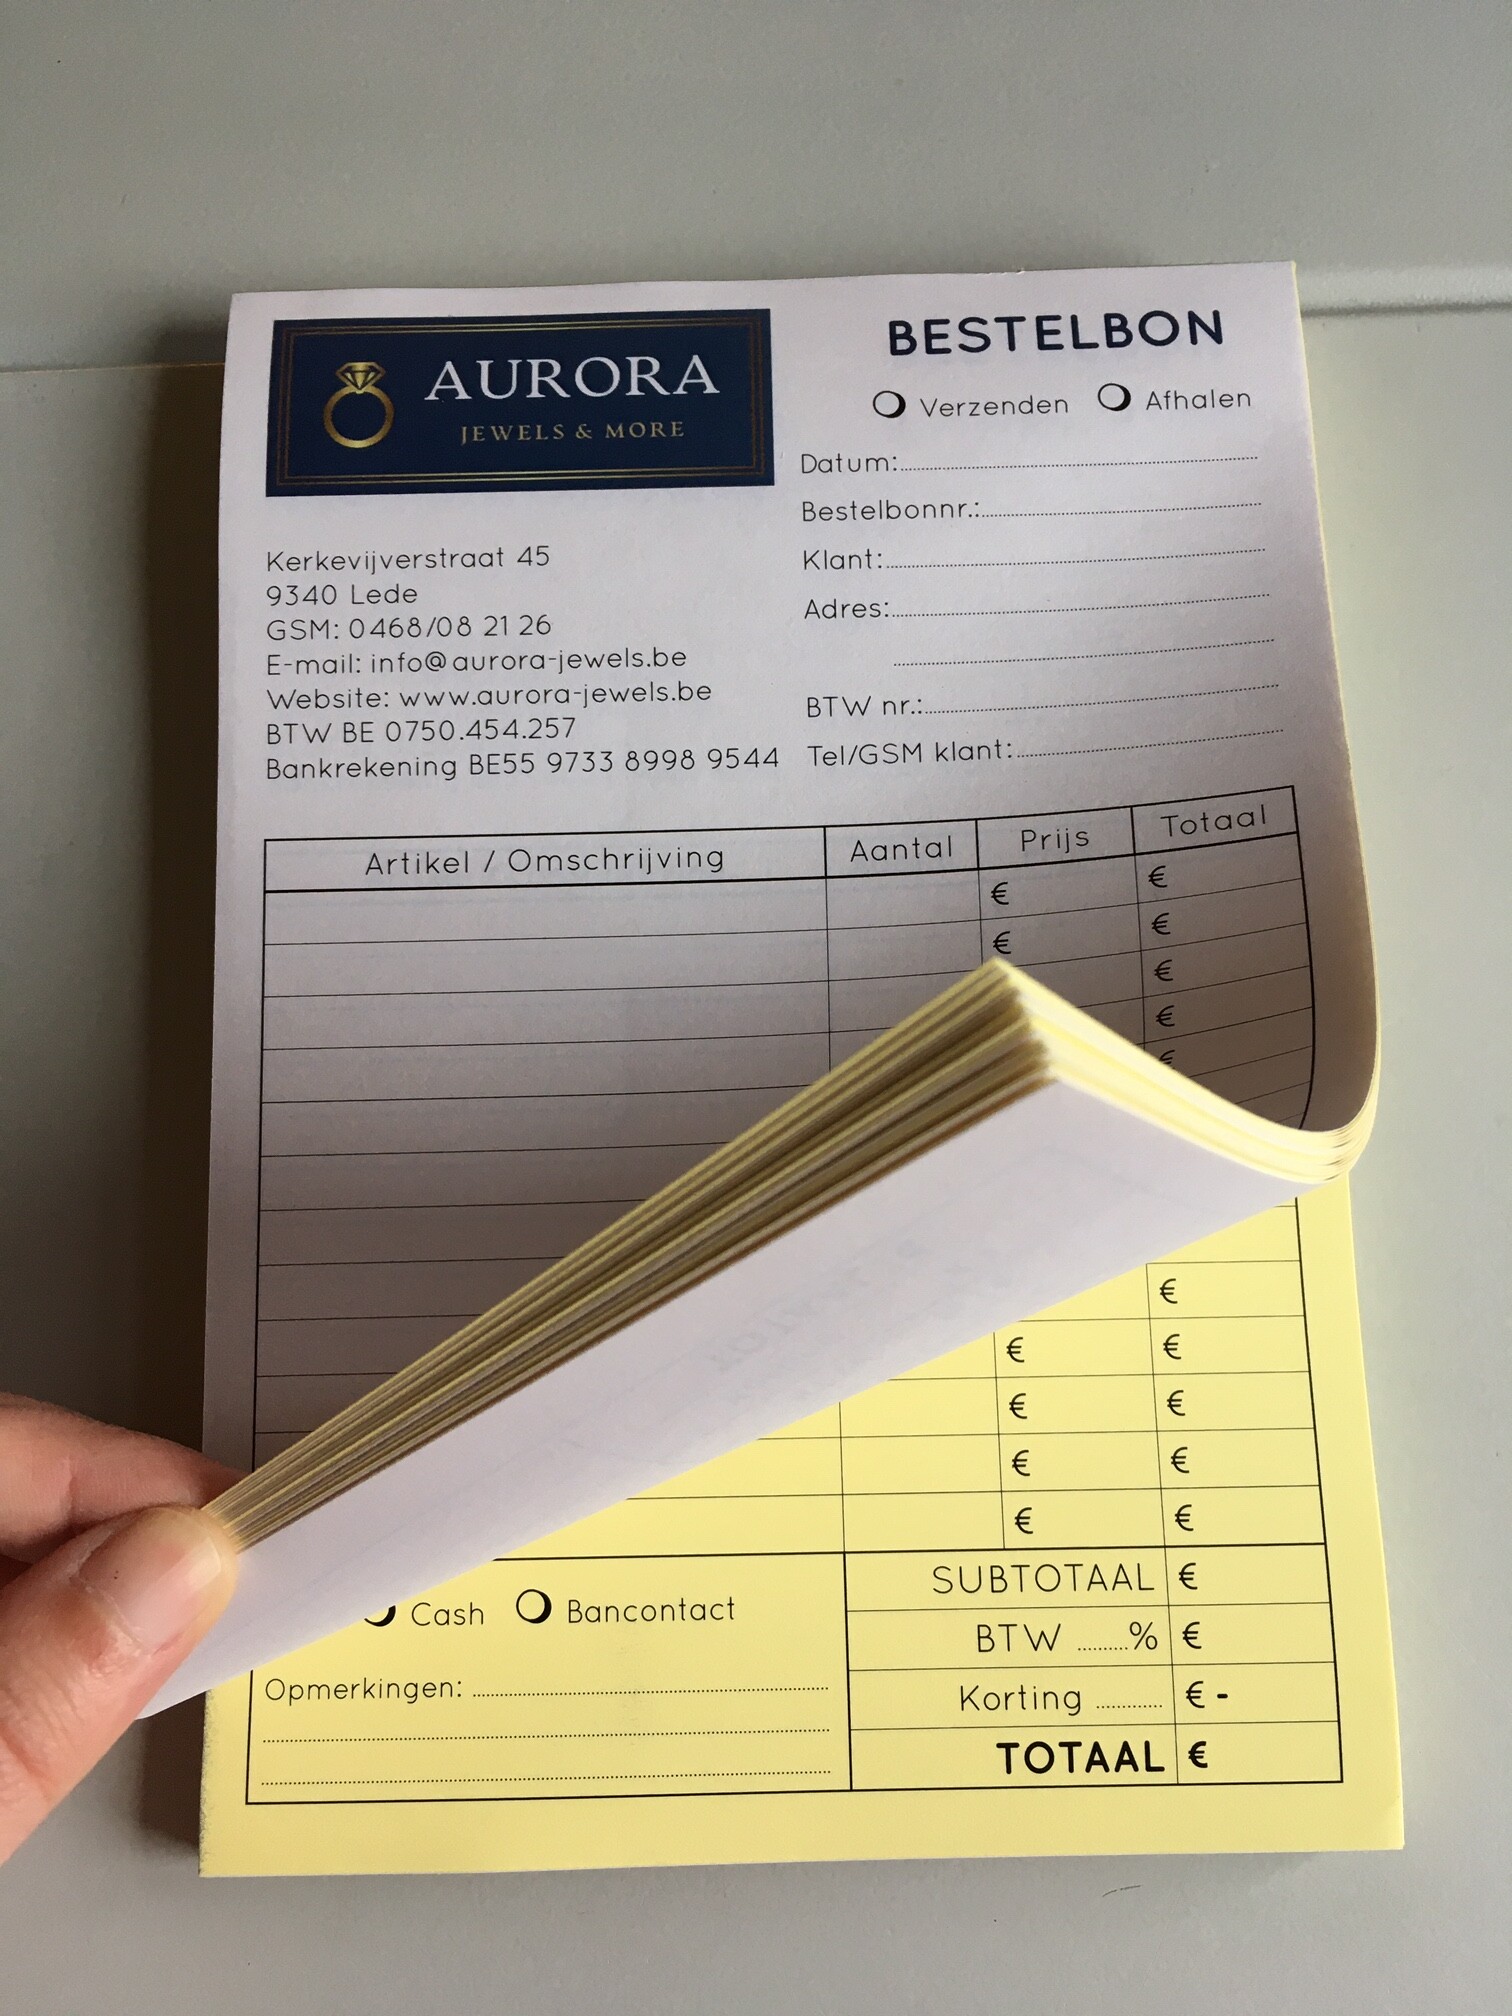 AURORA
JEWELS & MORE
BESTELBON
Verzenden Afhalen
Datum:
Bestelbonnr.:
Klant:
Adres:
BTW nr.:
Tel/GSM klant:
Kerkevijverstraat 45
9340 Lede
GSM: 0468/08 21 26
E-mail: info@aurora-jewels.be
Website: www.aurora-jewels.be
BTW BE 0750.454.257
Bankrekening BE55 9733 8998 9544
Artikel / Omschrijving Aantal Prijs Totaal
€ €
€ €
€
€
€
€
€ €
€ €
€ €
€ €
Cash Bancontact
Opmerkingen:
SUBTOTAAL €
BTW ........% €
Korting ............ € -
TOTAAL €